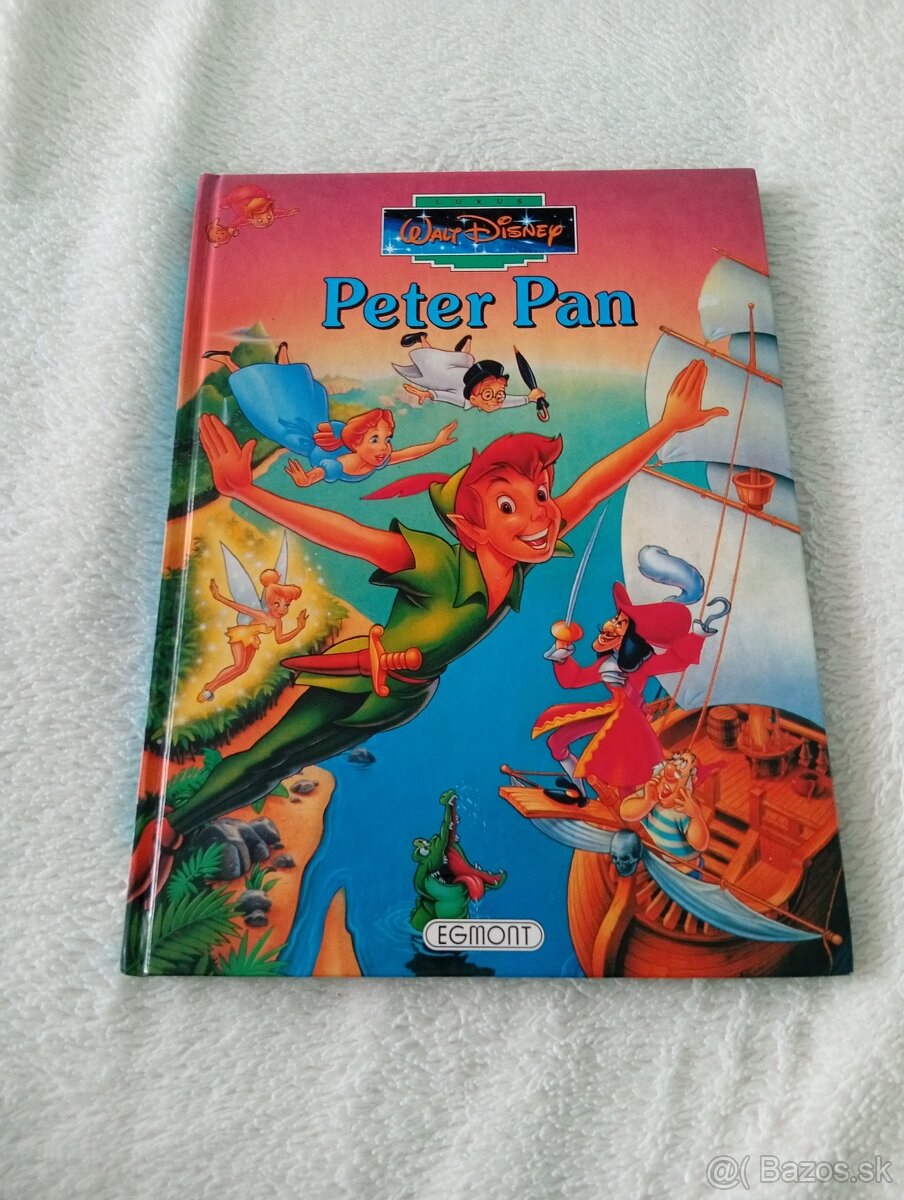 LUXUS
WALT DISNEY
Peter Pan
EGMONT
@( Bazos.sk